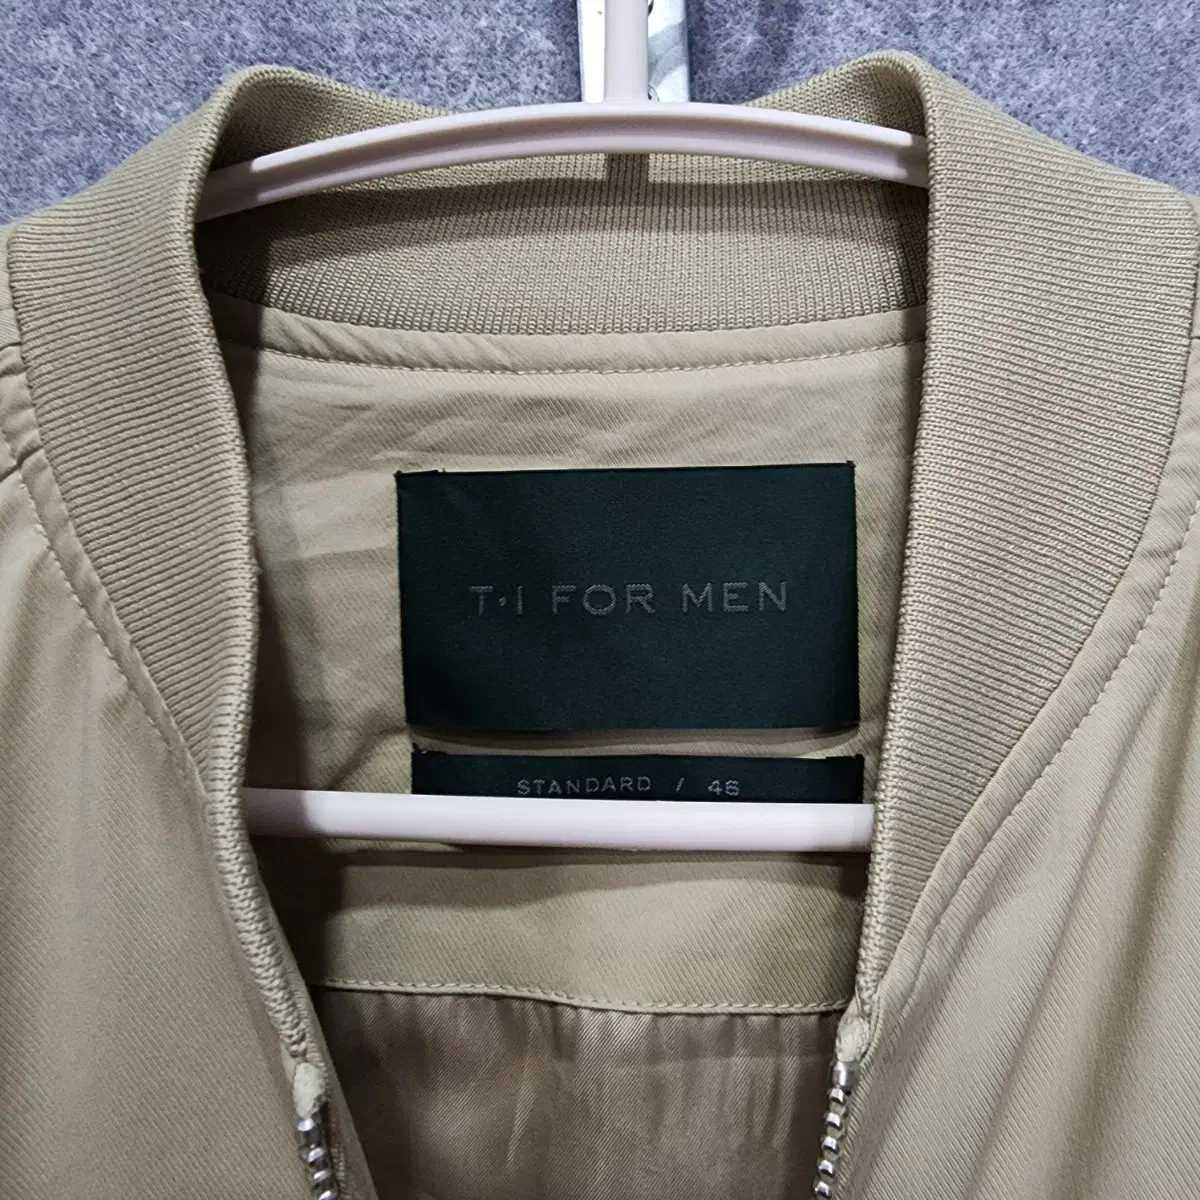 T·I FOR MEN
STANDARD / 46